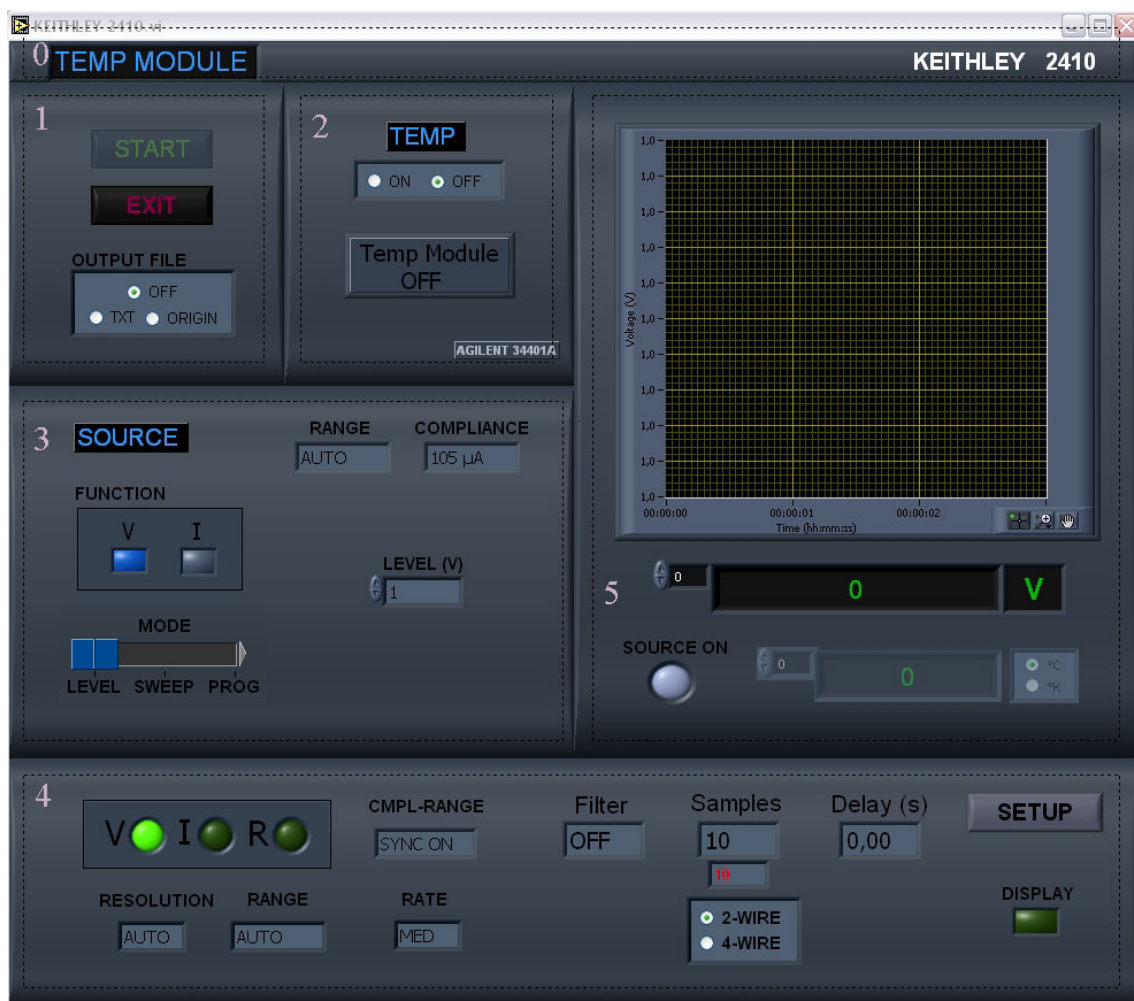 KEITHLEY 2410.vi
0 TEMP MODULE
KEITHLEY 2410
1
START
EXIT
OUTPUT FILE
OFF
TXT ORIGIN
2
TEMP
ON OFF
Temp Module
OFF
AGILENT 34401A
3
SOURCE
RANGE COMPLIANCE
AUTO 105 µA
FUNCTION
V I
LEVEL (V)
1
MODE
LEVEL SWEEP PROG
Voltage (V)
1,0
1,0
1,0
1,0
1,0
1,0
1,0
1,0
1,0
1,0
1,0
00:00:00 00:00:01 00:00:02
Time (hh:mm:ss)
5
0 0 V
SOURCE ON
0 0 °C
°K
4
V I R
CMPL-RANGE
SYNC ON
Filter
OFF
Samples
10
10
Delay (s)
0,00
SETUP
RESOLUTION RANGE RATE
AUTO AUTO MED
2-WIRE
4-WIRE
DISPLAY